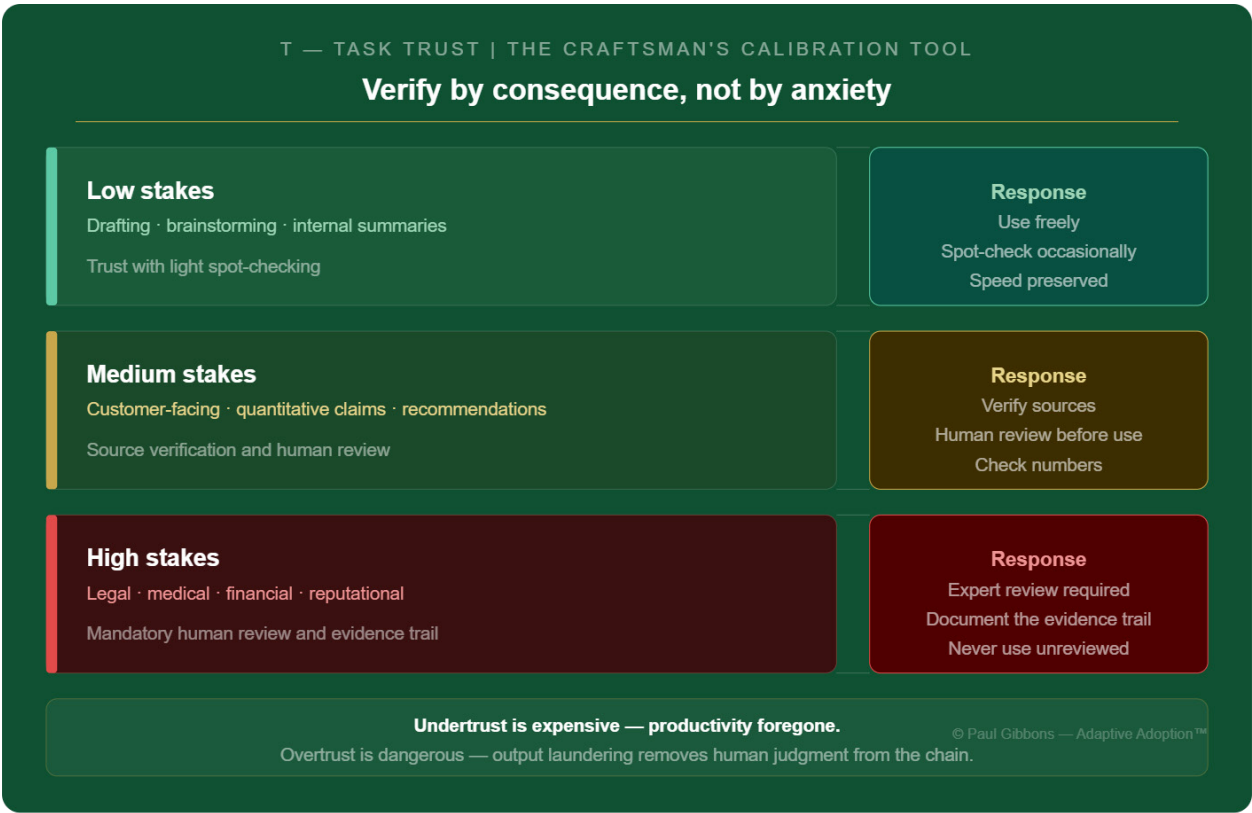 T — TASK TRUST | THE CRAFTSMAN'S CALIBRATION TOOL
Verify by consequence, not by anxiety
Low stakes
Drafting · brainstorming · internal summaries
Trust with light spot-checking
Response
Use freely
Spot-check occasionally
Speed preserved
Medium stakes
Customer-facing · quantitative claims · recommendations
Source verification and human review
Response
Verify sources
Human review before use
Check numbers
High stakes
Legal · medical · financial · reputational
Mandatory human review and evidence trail
Response
Expert review required
Document the evidence trail
Never use unreviewed
Undertrust is expensive — productivity foregone.
Overtrust is dangerous — output laundering removes human judgment from the chain.
© Paul Gibbons — Adaptive Adoption™